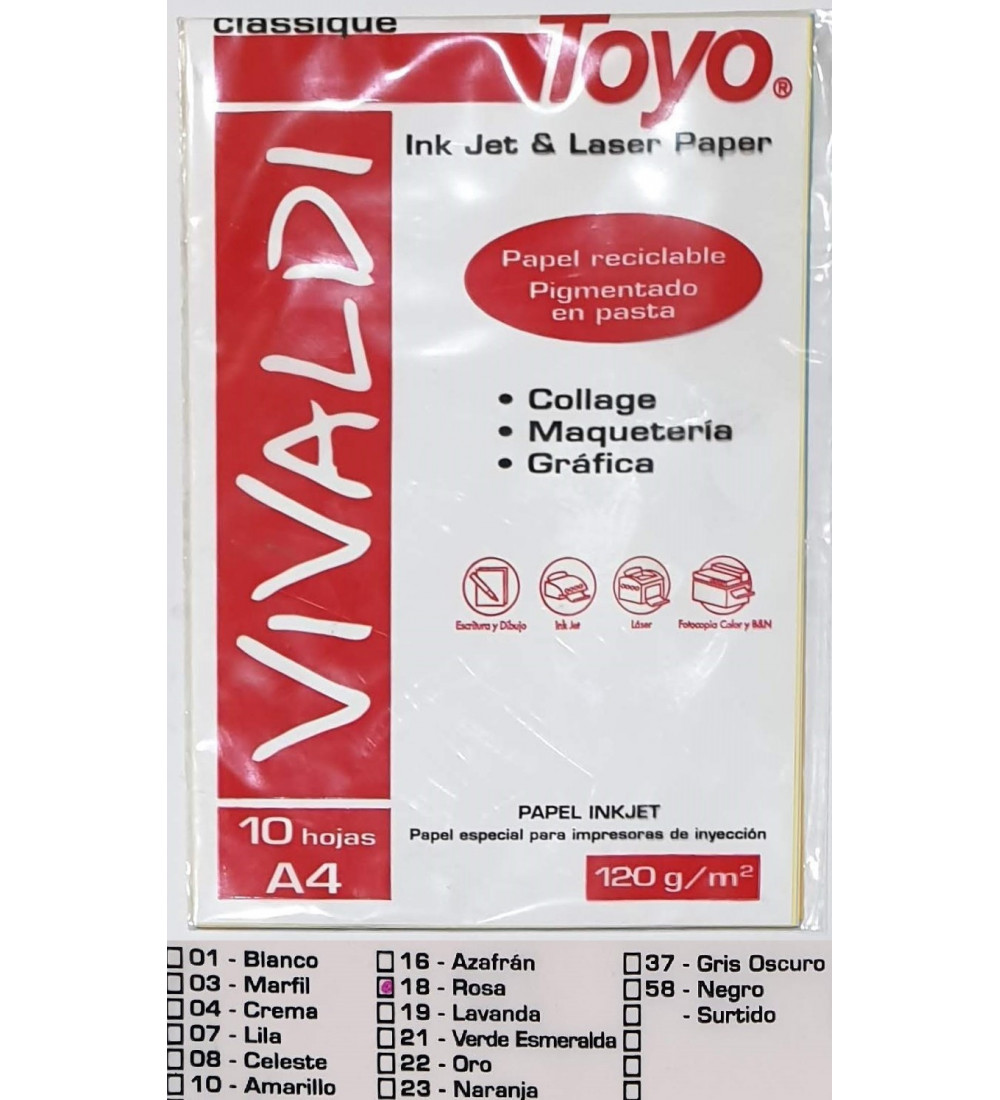 classique
Toyo®
VIVALDI
Ink Jet & Laser Paper
Papel reciclable
Pigmentado
en pasta
• Collage
• Maquetería
• Gráfica
Escritura y Dibujo
Ink Jet
Láser
Fotocopia Color y B&N
PAPEL INKJET
Papel especial para impresoras de inyección
10 hojas
A4
120 g/m²
01 - Blanco
03 - Marfil
04 - Crema
07 - Lila
08 - Celeste
10 - Amarillo
16 - Azafrán
18 - Rosa
19 - Lavanda
21 - Verde Esmeralda
22 - Oro
23 - Naranja
37 - Gris Oscuro
58 - Negro
- Surtido